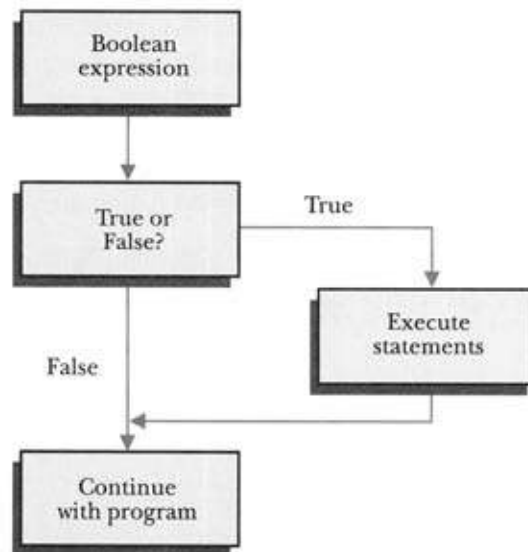 Boolean
expression
True or
False?
True
Execute
statements
False
Continue
with program